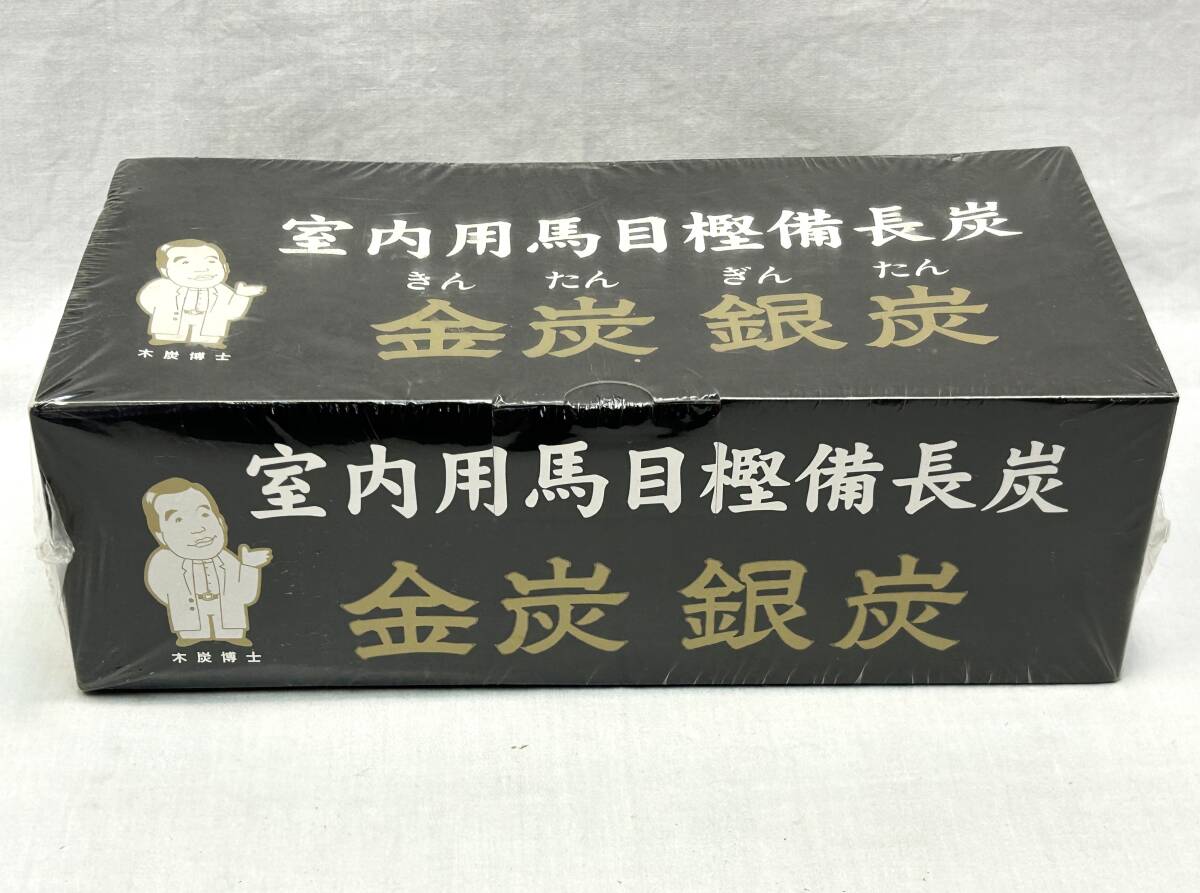 室内用馬目樫備長炭
きん たん ぎん たん
金炭 銀炭
木炭博士
室内用馬目樫備長炭
金炭 銀炭
木炭博士